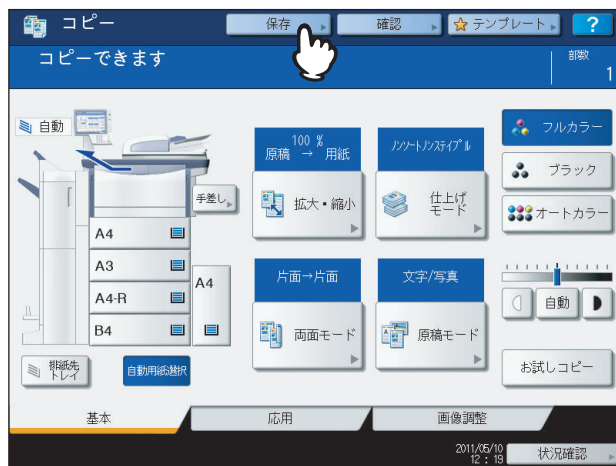 コピー
保存
確認
テンプレート
?
コピーできます
部数
1
自動
手差し
A4
A3
A4-R
B4
A4
排紙先
トレイ
自動用紙選択
100 %
原稿 → 用紙
拡大・縮小
ノンソートノンステイプル
仕上げ
モード
片面→片面
両面モード
文字/写真
原稿モード
フルカラー
ブラック
オートカラー
自動
お試しコピー
基本
応用
画像調整
2011/05/10
12 : 19
状況確認